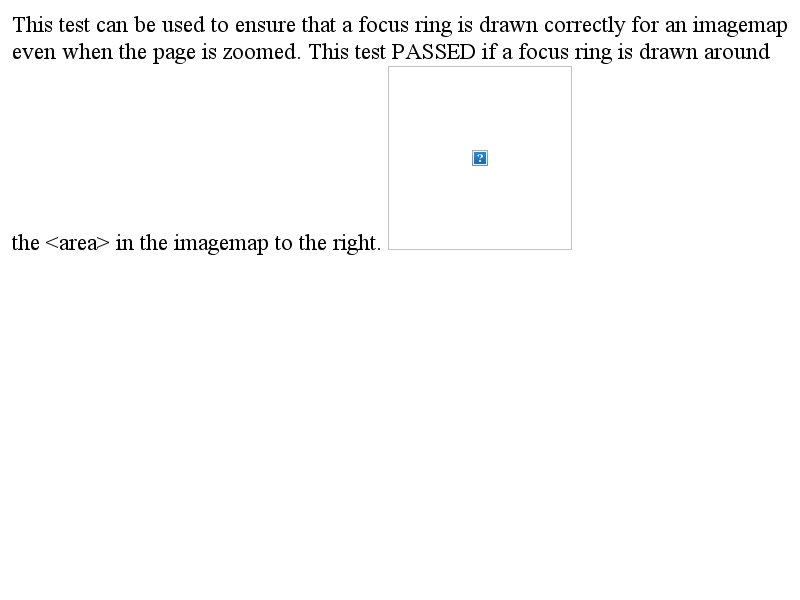 This test can be used to ensure that a focus ring is drawn correctly for an imagemap
even when the page is zoomed. This test PASSED if a focus ring is drawn around
the <area> in the imagemap to the right.